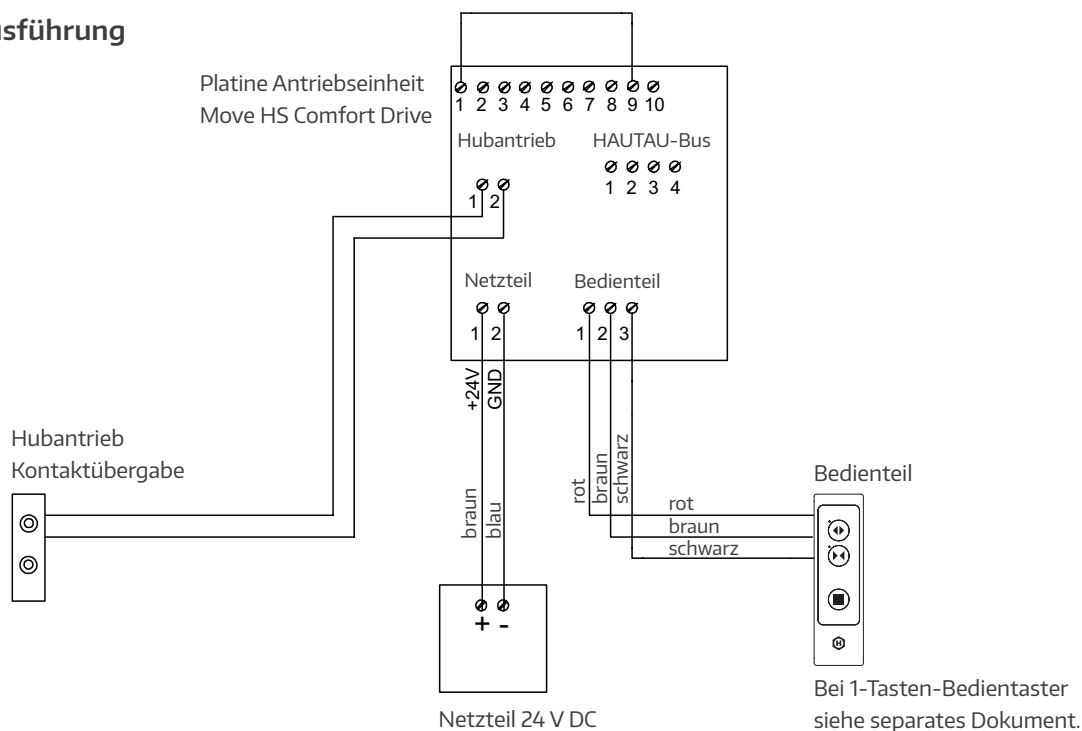 usführung
Platine Antriebseinheit
Move HS Comfort Drive
1 2 3 4 5 6 7 8 9 10
Hubantrieb
HAUTAU-Bus
1 2 3 4
1 2
Netzteil
Bedienteil
1 2
1 2 3
+24V
GND
braun
blau
rot
braun
schwarz
Hubantrieb
Kontaktübergabe
Bedienteil
rot
braun
schwarz
+ -
H
Netzteil 24 V DC
Bei 1-Tasten-Bedientaster
siehe separates Dokument.